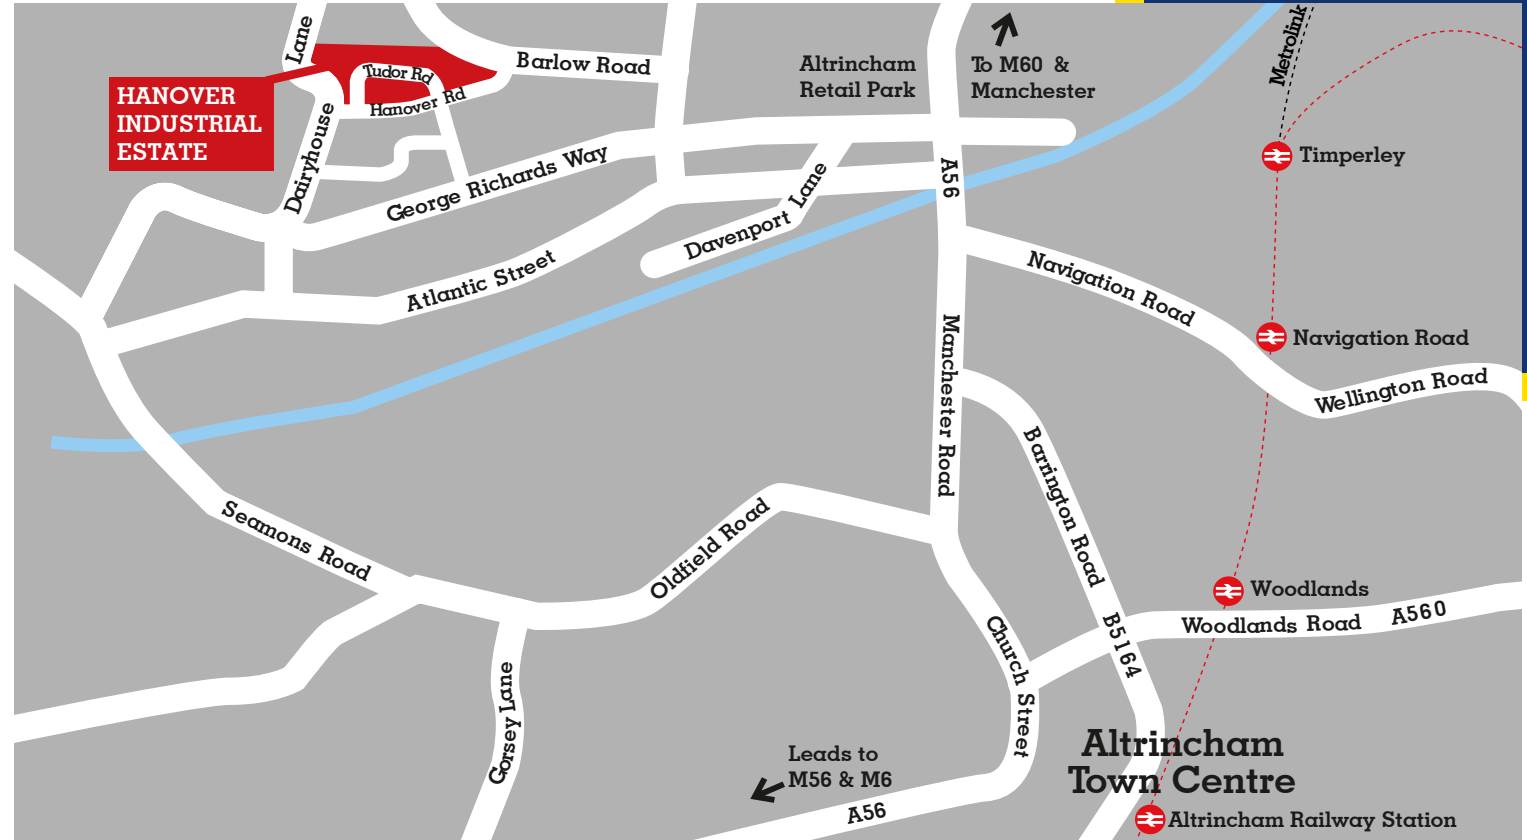 Lane
Metrolink
Barlow Road
Altrincham
Retail Park
To M60 &
Manchester
Tudor Rd
Hanover Rd
HANOVER
INDUSTRIAL
ESTATE
Dairyhouse
George Richards Way
A56
Timperley
Davenport Lane
Atlantic Street
Navigation Road
Navigation Road
Manchester Road
Wellington Road
Barrington Road B5164
Seamons Road
Oldfield Road
Woodlands
Woodlands Road A560
Church Street
Gorsey Lane
Altrincham
Town Centre
Leads to
M56 & M6
A56
Altrincham Railway Station